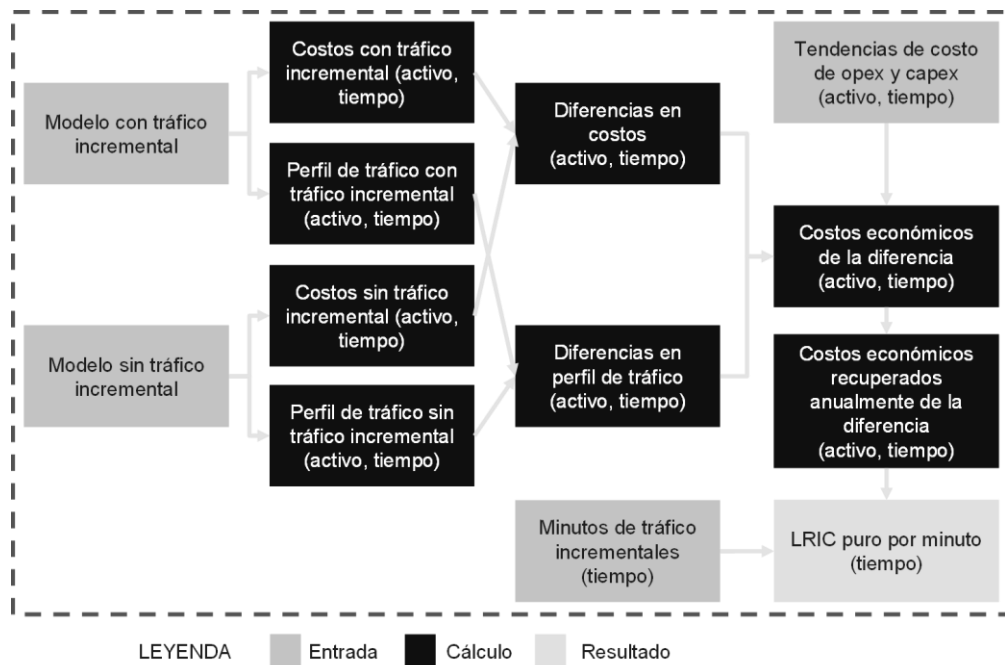 Modelo con tráfico
incremental
Modelo sin tráfico
incremental
Costos con tráfico
incremental (activo,
tiempo)
Perfil de tráfico con
tráfico incremental
(activo, tiempo)
Costos sin tráfico
incremental (activo,
tiempo)
Perfil de tráfico sin
tráfico incremental
(activo, tiempo)
Diferencias en
costos
(activo, tiempo)
Diferencias en
perfil de tráfico
(activo, tiempo)
Minutos de tráfico
incrementales
(tiempo)
Tendencias de costo
de opex y capex
(activo, tiempo)
Costos económicos
de la diferencia
(activo, tiempo)
Costos económicos
recuperados
anualmente de la
diferencia
(activo, tiempo)
LRIC puro por minuto
(tiempo)
LEYENDA
Entrada
Cálculo
Resultado